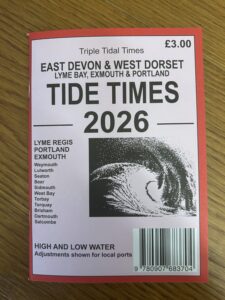 £3.00
Triple Tidal Times
EAST DEVON & WEST DORSET
LYME BAY, EXMOUTH & PORTLAND
TIDE TIMES
2026
LYME REGIS
PORTLAND
EXMOUTH
Weymouth
Lulworth
Seaton
Beer
Sidmouth
West Bay
Torbay
Torquay
Brixham
Dartmouth
Salcombe
HIGH AND LOW WATER
Adjustments shown for local ports
9 780907 683704